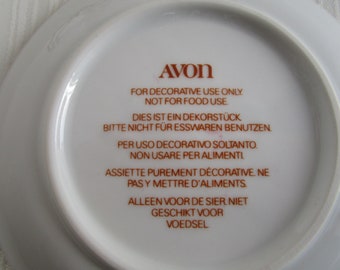 AVON
FOR DECORATIVE USE ONLY.
NOT FOR FOOD USE.
DIES IST EIN DEKORSTÜCK.
BITTE NICHT FÜR ESSWAREN BENUTZEN.
PER USO DECORATIVO SOLTANTO.
NON USARE PER ALIMENTI.
ASSIETTE PUREMENT DÉCORATIVE. NE
PAS Y METTRE D'ALIMENTS.
ALLEEN VOOR DE SIER. NIET
GESCHIKT VOOR
VOEDSEL